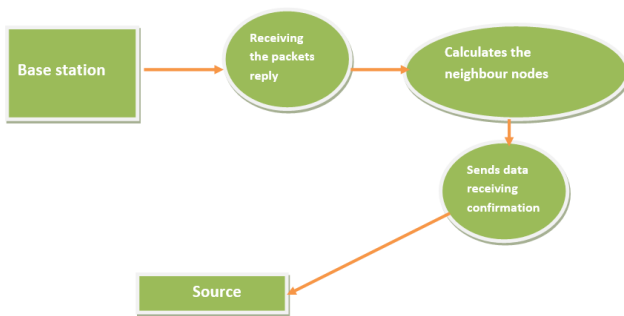 Base station
Receiving
the packets
reply
Calculates the
neighbour nodes
Sends data
receiving
confirmation
Source